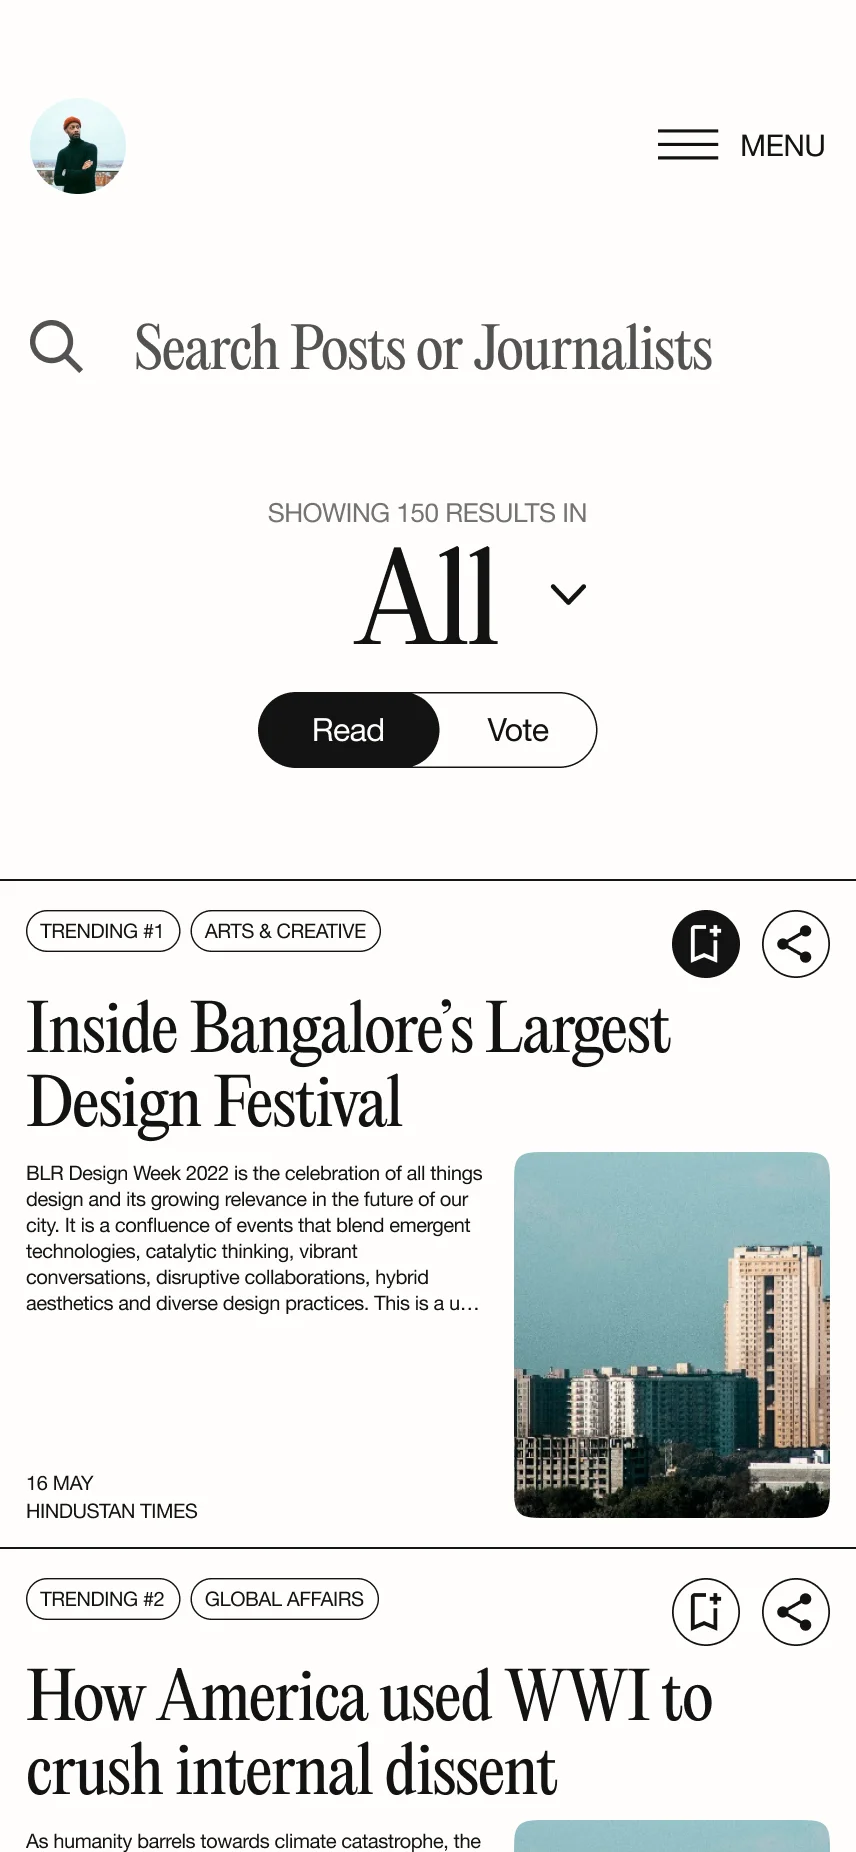 MENU
Search Posts or Journalists
SHOWING 150 RESULTS IN
All
Read
Vote
TRENDING #1
ARTS & CREATIVE
Inside Bangalore’s Largest
Design Festival
BLR Design Week 2022 is the celebration of all things
design and its growing relevance in the future of our
city. It is a confluence of events that blend emergent
technologies, catalytic thinking, vibrant
conversations, disruptive collaborations, hybrid
aesthetics and diverse design practices. This is a u...
16 MAY
HINDUSTAN TIMES
TRENDING #2
GLOBAL AFFAIRS
How America used WWI to
crush internal dissent
As humanity barrels towards climate catastrophe, the